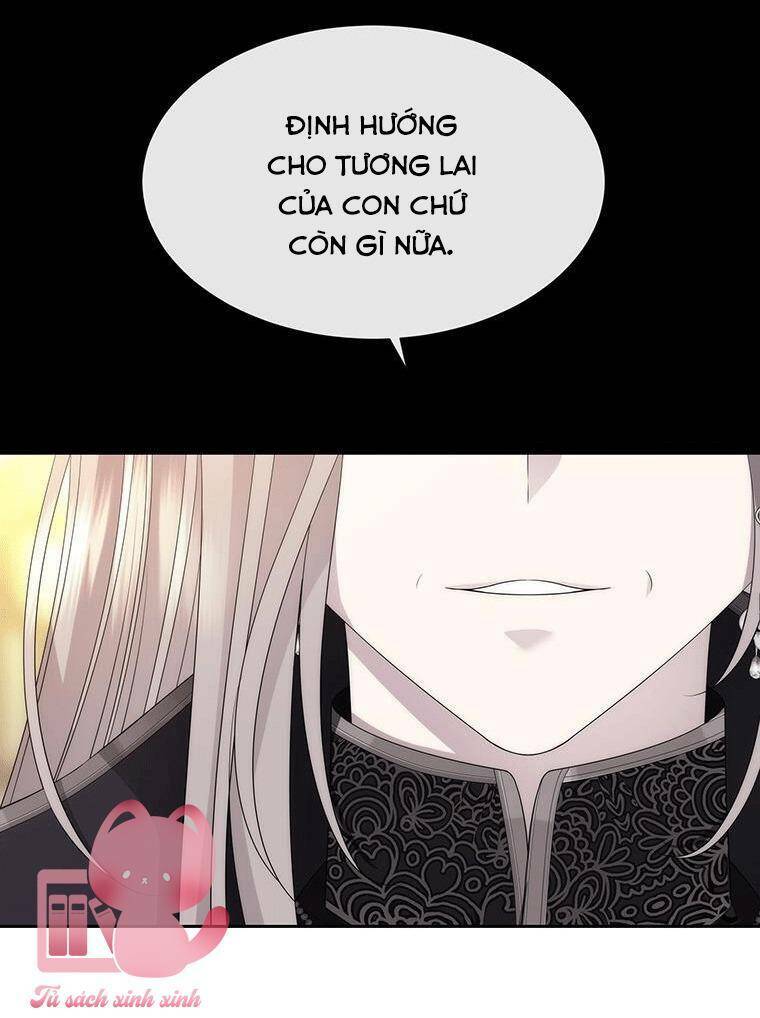 ĐỊNH HƯỚNG
CHO TƯƠNG LAI
CỦA CON CHỨ
CÒN GÌ NỮA.
Tủ sách xinh xinh